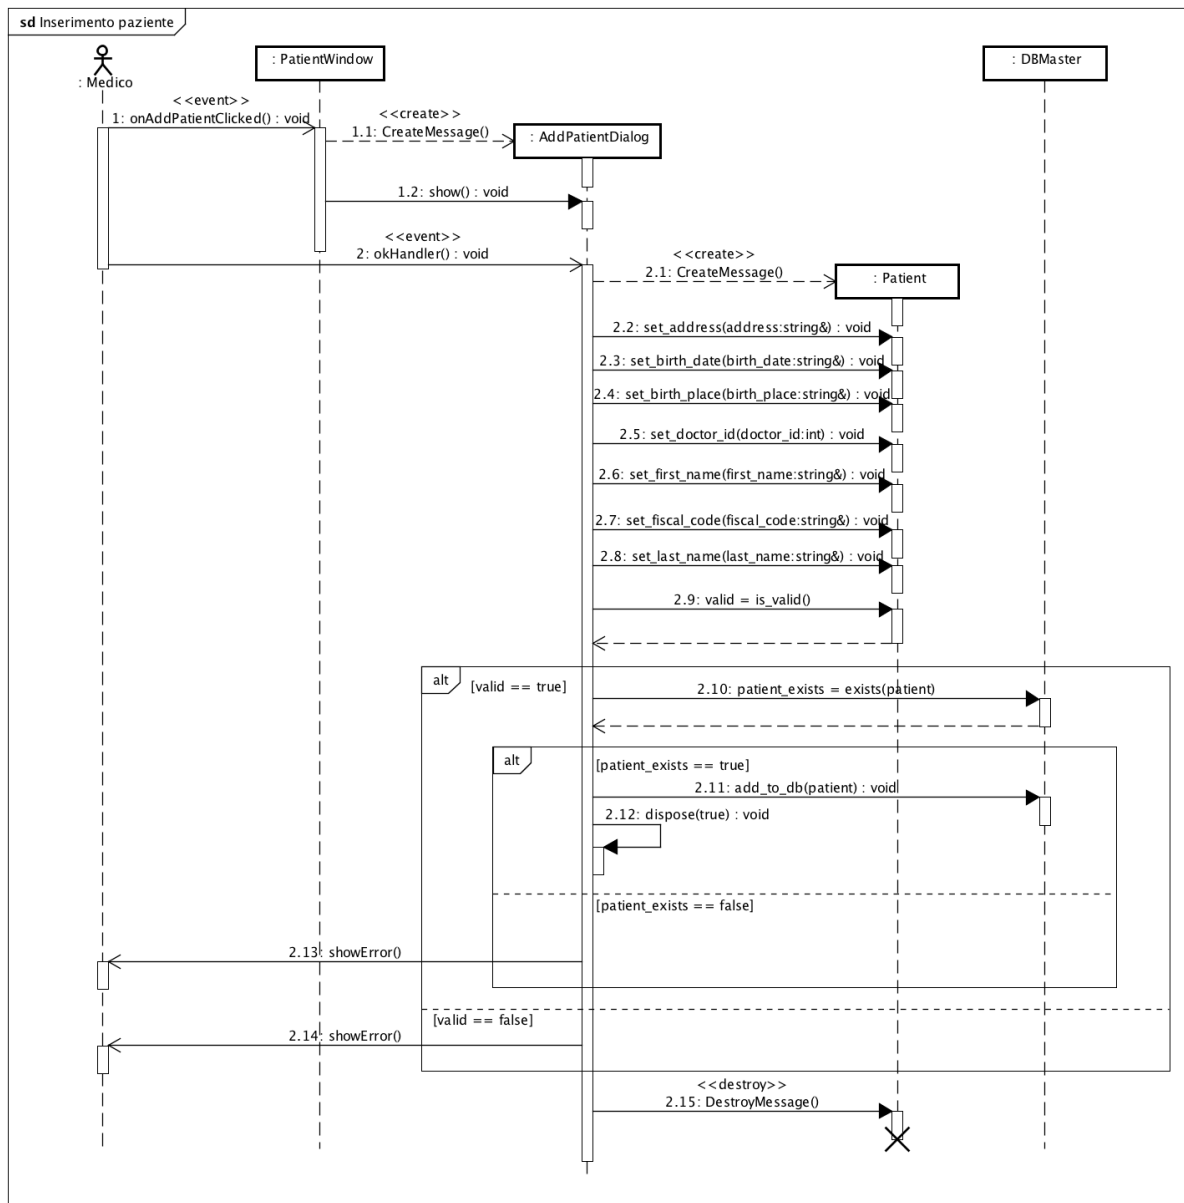 sd Inserimento paziente
: Medico
: PatientWindow
: DBMaster
<<event>>
1: onAddPatientClicked() : void
<<create>>
1.1: CreateMessage()
: AddPatientDialog
1.2: show() : void
<<event>>
2: okHandler() : void
<<create>>
2.1: CreateMessage()
: Patient
2.2: set_address(address:string&) : void
2.3: set_birth_date(birth_date:string&) : void
2.4: set_birth_place(birth_place:string&) : void
2.5: set_doctor_id(doctor_id:int) : void
2.6: set_first_name(first_name:string&) : void
2.7: set_fiscal_code(fiscal_code:string&) : void
2.8: set_last_name(last_name:string&) : void
2.9: valid = is_valid()
alt
[valid == true]
2.10: patient_exists = exists(patient)
alt
[patient_exists == true]
2.11: add_to_db(patient) : void
2.12: dispose(true) : void
[patient_exists == false]
2.13: showError()
[valid == false]
2.14: showError()
<<destroy>>
2.15: DestroyMessage()